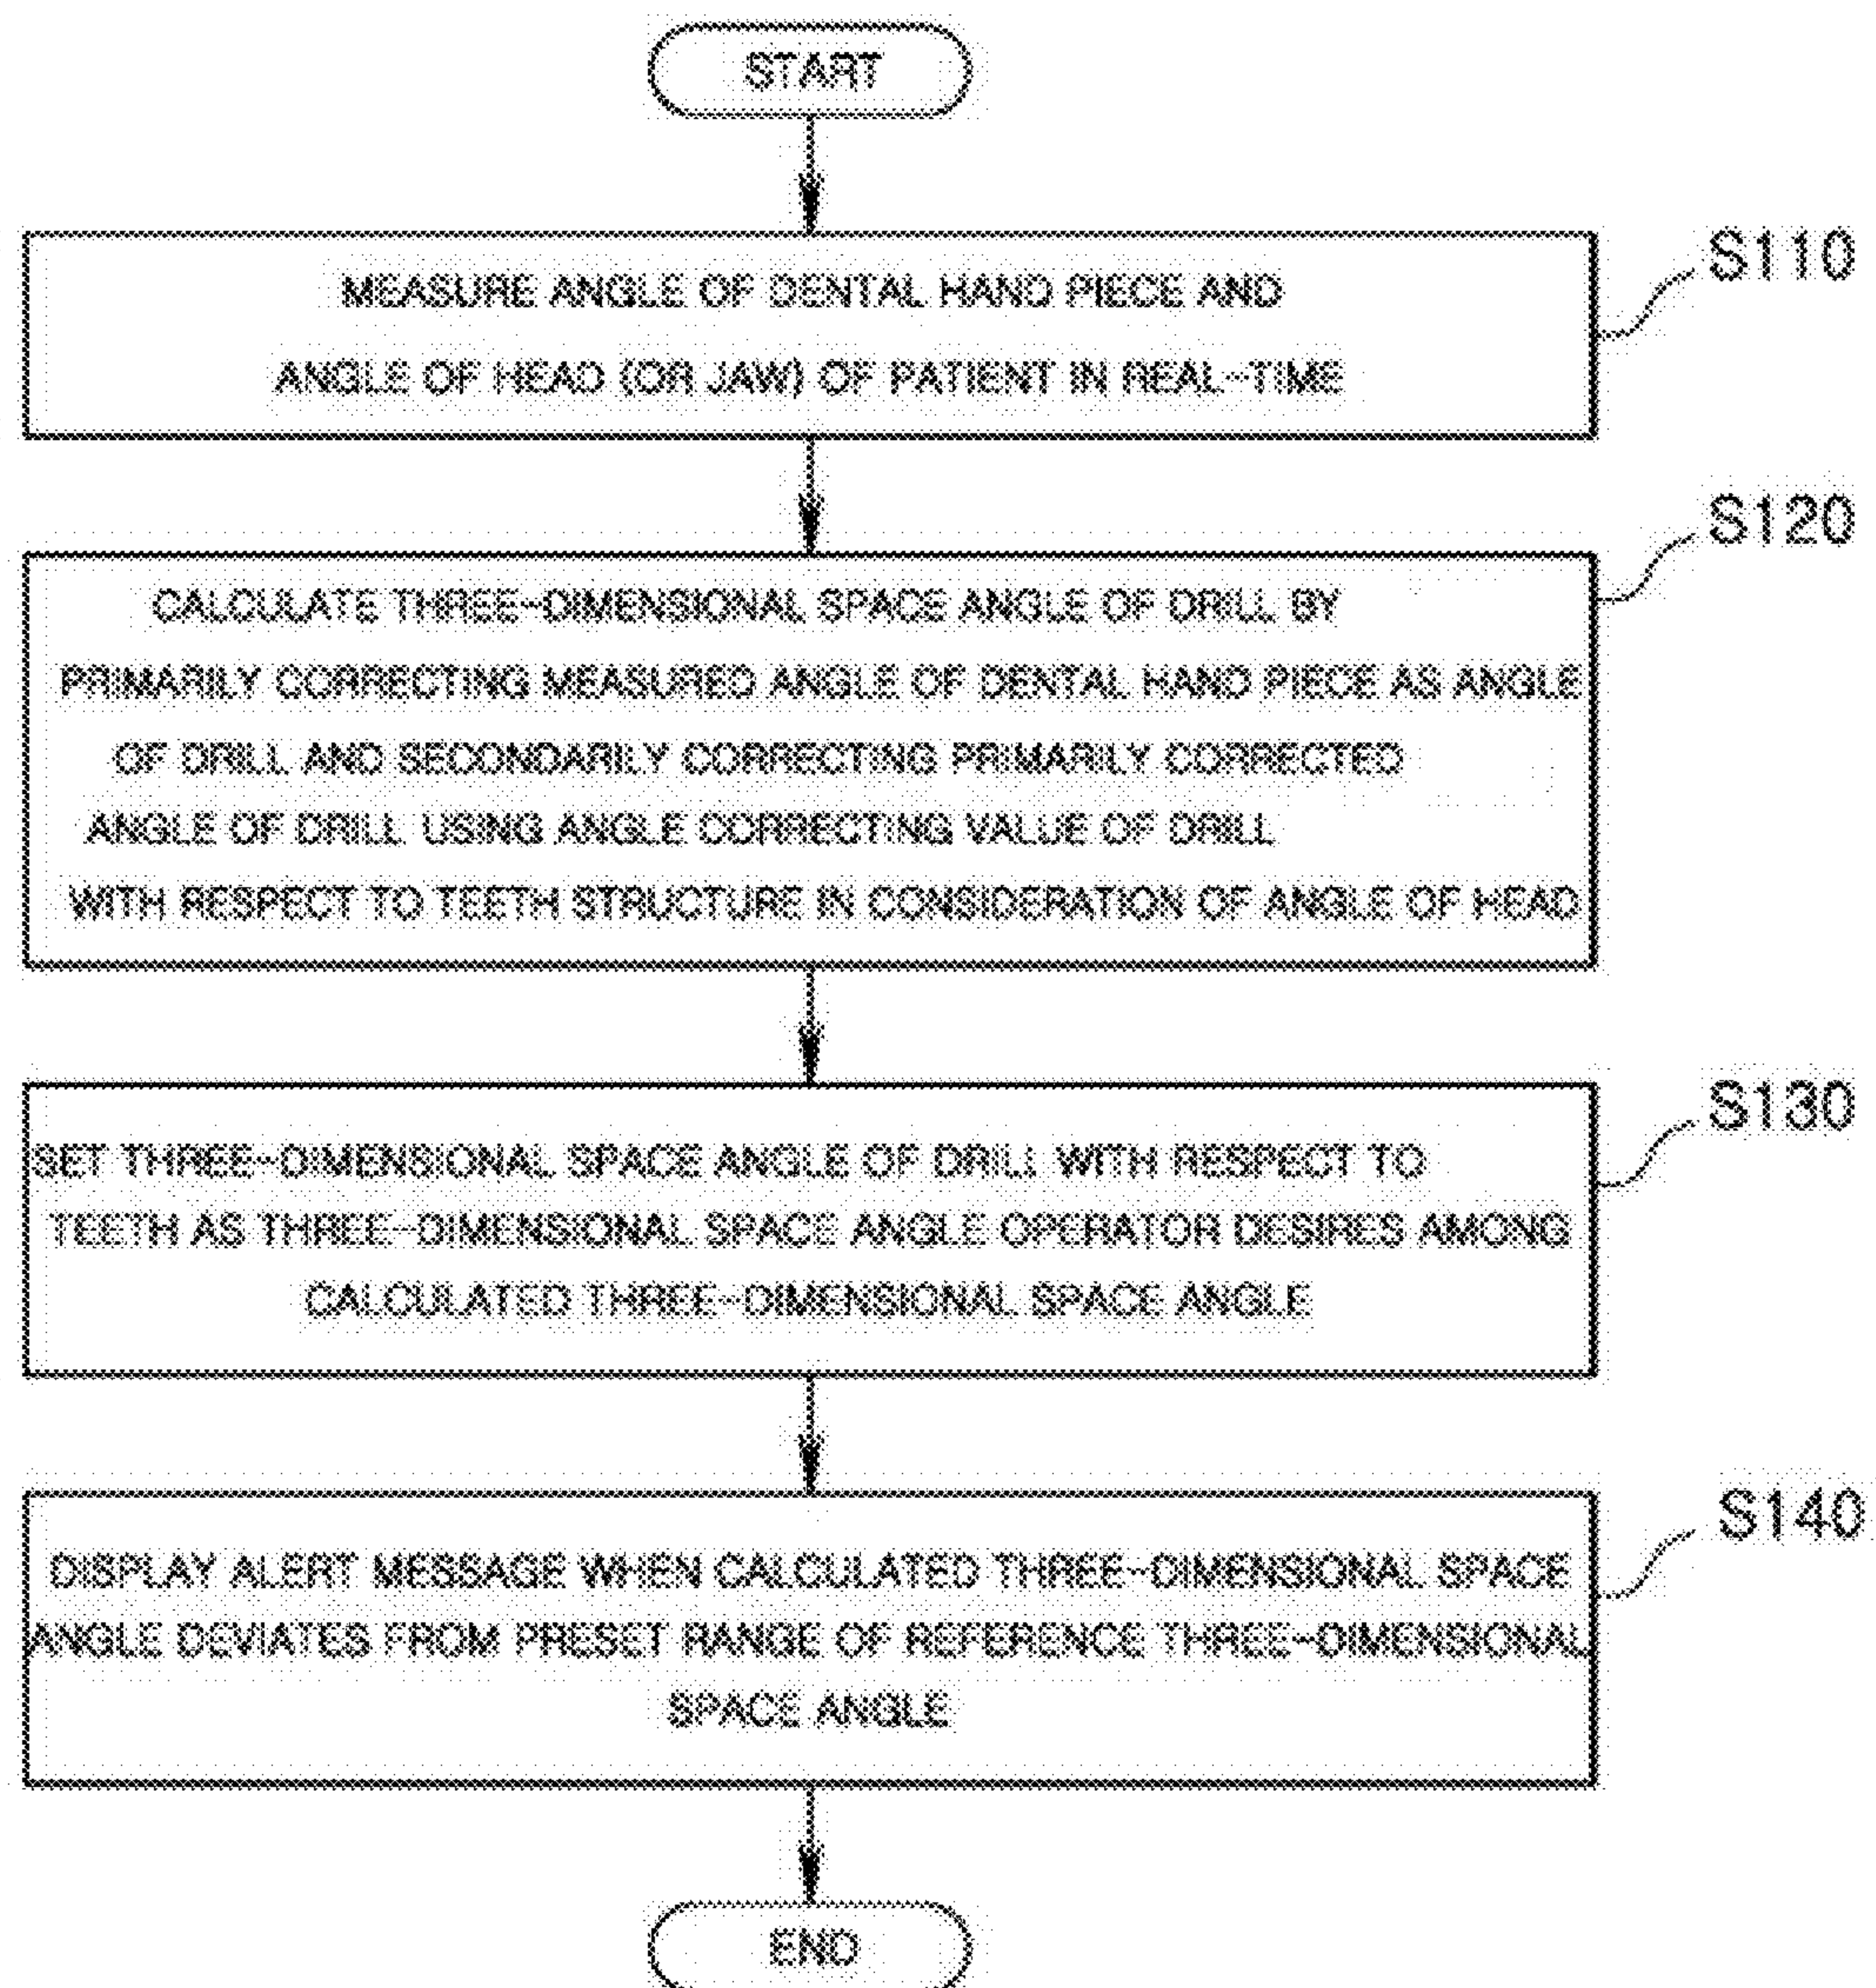 START
MEASURE ANGLE OF DENTAL HAND PIECE AND
ANGLE OF HEAD (OR JAW) OF PATIENT IN REAL-TIME
S110
CALCULATE THREE-DIMENSIONAL SPACE ANGLE OF DRILL BY
PRIMARILY CORRECTING MEASURED ANGLE OF DENTAL HAND PIECE AS ANGLE
OF DRILL AND SECONDARILY CORRECTING PRIMARILY CORRECTED
ANGLE OF DRILL USING ANGLE CORRECTING VALUE OF DRILL
WITH RESPECT TO TEETH STRUCTURE IN CONSIDERATION OF ANGLE OF HEAD
S120
SET THREE-DIMENSIONAL SPACE ANGLE OF DRILL WITH RESPECT TO
TEETH AS THREE-DIMENSIONAL SPACE ANGLE OPERATOR DESIRES AMONG
CALCULATED THREE-DIMENSIONAL SPACE ANGLE
S130
DISPLAY ALERT MESSAGE WHEN CALCULATED THREE-DIMENSIONAL SPACE
ANGLE DEVIATES FROM PRESET RANGE OF REFERENCE THREE-DIMENSIONAL
SPACE ANGLE
S140
END